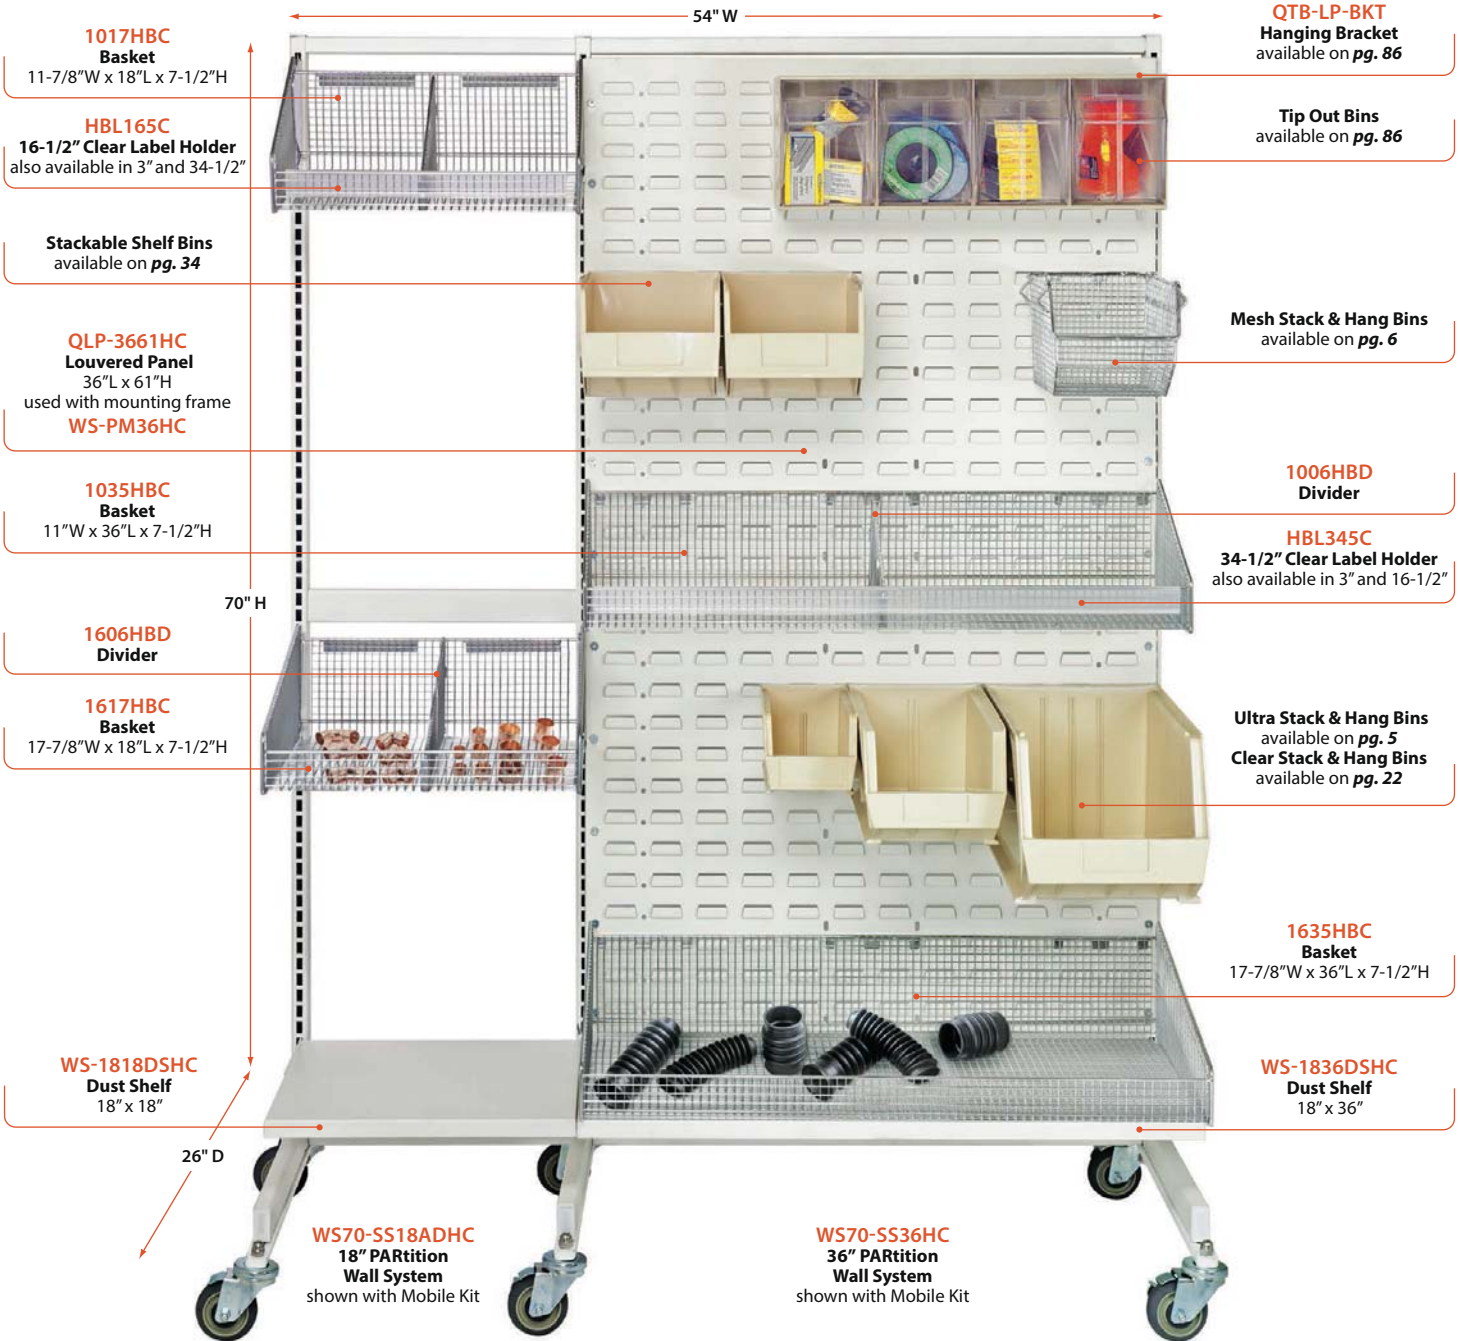 54" W
1017HBC
Basket
11-7/8”W x 18”L x 7-1/2”H
HBL165C
16-1/2” Clear Label Holder
also available in 3” and 34-1/2”
Stackable Shelf Bins
available on pg. 34
QLP-3661HC
Louvered Panel
36”L x 61”H
used with mounting frame
WS-PM36HC
1035HBC
Basket
11”W x 36”L x 7-1/2”H
70" H
1606HBD
Divider
1617HBC
Basket
17-7/8”W x 18”L x 7-1/2”H
WS-1818DSHC
Dust Shelf
18” x 18”
26" D
QTB-LP-BKT
Hanging Bracket
available on pg. 86
Tip Out Bins
available on pg. 86
Mesh Stack & Hang Bins
available on pg. 6
1006HBD
Divider
HBL345C
34-1/2” Clear Label Holder
also available in 3” and 16-1/2”
Ultra Stack & Hang Bins
available on pg. 5
Clear Stack & Hang Bins
available on pg. 22
1635HBC
Basket
17-7/8”W x 36”L x 7-1/2”H
WS-1836DSHC
Dust Shelf
18” x 36”
WS70-SS18ADHC
18” PARtition
Wall System
shown with Mobile Kit
WS70-SS36HC
36” PARtition
Wall System
shown with Mobile Kit